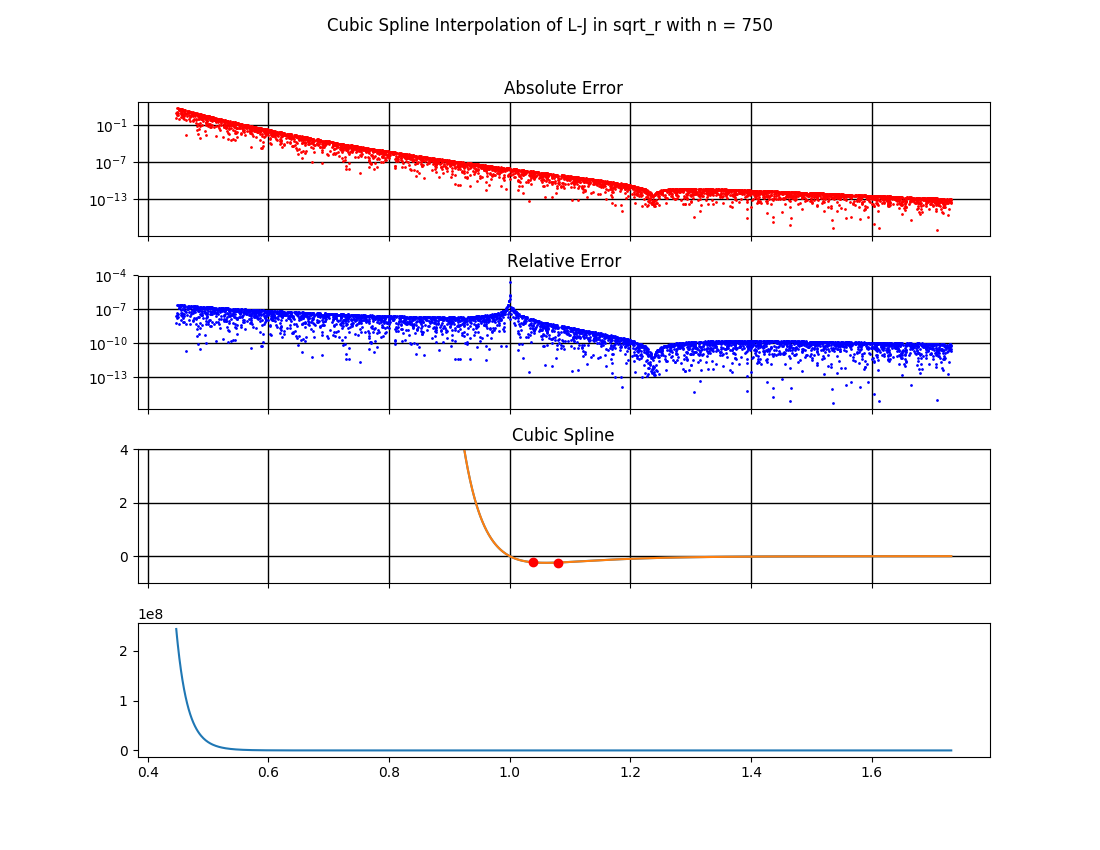 Cubic Spline Interpolation of L-J in sqrt_r with n = 750
Absolute Error
10⁻¹
10⁻⁷
10⁻¹³
Relative Error
10⁻⁴
10⁻⁷
10⁻¹⁰
10⁻¹³
Cubic Spline
4
2
0
1e8
2
1
0
0.4 0.6 0.8 1.0 1.2 1.4 1.6